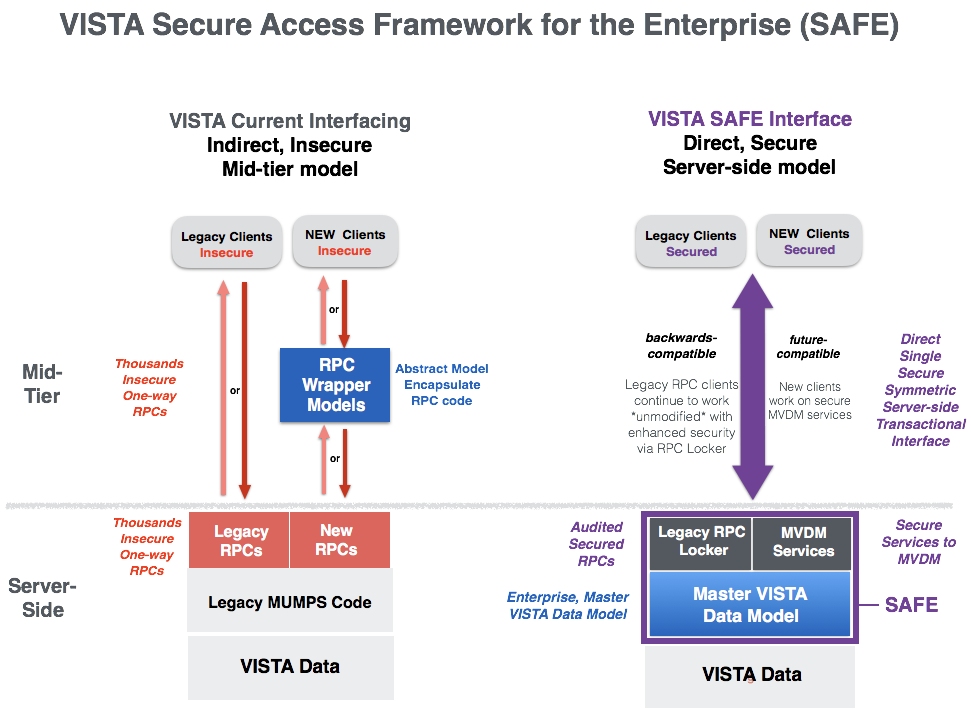 VISTA Secure Access Framework for the Enterprise (SAFE)
VISTA Current Interfacing
Indirect, Insecure
Mid-tier model
Legacy Clients
Insecure
NEW Clients
Insecure
or
Mid-
Tier
Thousands
Insecure
One-way
RPCs
or
RPC
Wrapper
Models
Abstract Model
Encapsulate
RPC code
or
Server-
Side
Thousands
Insecure
One-way
RPCs
Legacy
RPCs
New
RPCs
Legacy MUMPS Code
VISTA Data
VISTA SAFE Interface
Direct, Secure
Server-side model
Legacy Clients
Secured
NEW Clients
Secured
backwards-
compatible
Legacy RPC clients
continue to work
*unmodified* with
enhanced security
via RPC Locker
future-
compatible
New clients
work on secure
MVDM services
Direct
Single
Secure
Symmetric
Server-side
Transactional
Interface
Audited
Secured
RPCs
Enterprise, Master
VISTA Data Model
Legacy RPC
Locker
MVDM
Services
Master VISTA
Data Model
Secure
Services to
MVDM
SAFE
VISTA Data